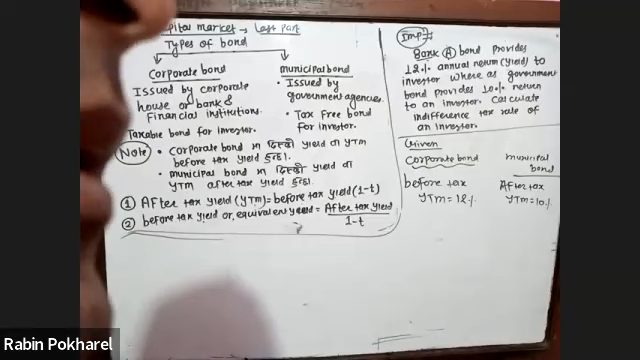 pital market → Last part
Types of bond
Corporate bond
Issued by corporate
house or bank &
Financial institutions.
Taxable bond for investor.
municipal bond
• Issued by
government agencies.
• Tax free bond
for investor.
Note • corporate bond मा दिएको yield वा YTM
before tax yield हुन्छ।
• municipal bond मा दिएको yield वा
YTM after tax yield हुन्छ।
① After tax yield (YTM) = before tax yield (1-t)
② before tax yield or, equivalent yield = After tax yield
1-t
Imp
Bank Ⓐ bond provides
12% annual return (yield) to
investor where as government
bond provides 10% return
to an investor. Calculate
indifference tax rate of
an investor.
Given
corporate bond
before tax
YTM = 12%
municipal
bond
After tax
YTM = 10%
Rabin Pokharel